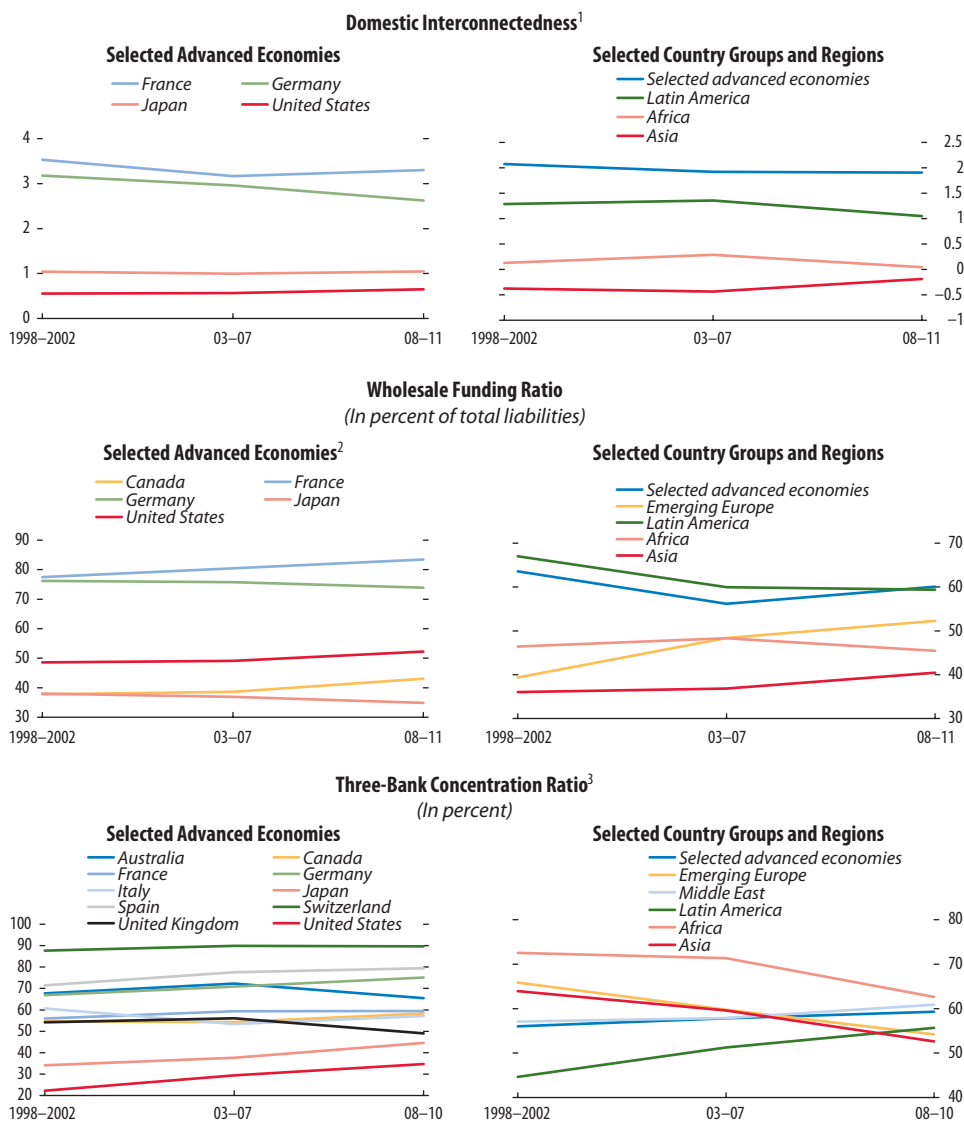 Domestic Interconnectedness1
Selected Advanced Economies
France
Germany
Japan
United States
4
3
2
1
0
1998–2002
03–07
08–11
Selected Country Groups and Regions
Selected advanced economies
Latin America
Africa
Asia
2.5
2
1.5
1
0.5
0
–0.5
–1
1998–2002
03–07
08–11
Wholesale Funding Ratio
(In percent of total liabilities)
Selected Advanced Economies2
Canada
France
Germany
Japan
United States
90
80
70
60
50
40
30
1998–2002
03–07
08–11
Selected Country Groups and Regions
Selected advanced economies
Emerging Europe
Latin America
Africa
Asia
70
60
50
40
30
1998–2002
03–07
08–11
Three-Bank Concentration Ratio3
(In percent)
Selected Advanced Economies
Australia
Canada
France
Germany
Italy
Japan
Spain
Switzerland
United Kingdom
United States
100
90
80
70
60
50
40
30
20
1998–2002
03–07
08–10
Selected Country Groups and Regions
Selected advanced economies
Emerging Europe
Middle East
Latin America
Africa
Asia
80
70
60
50
40
1998–2002
03–07
08–10